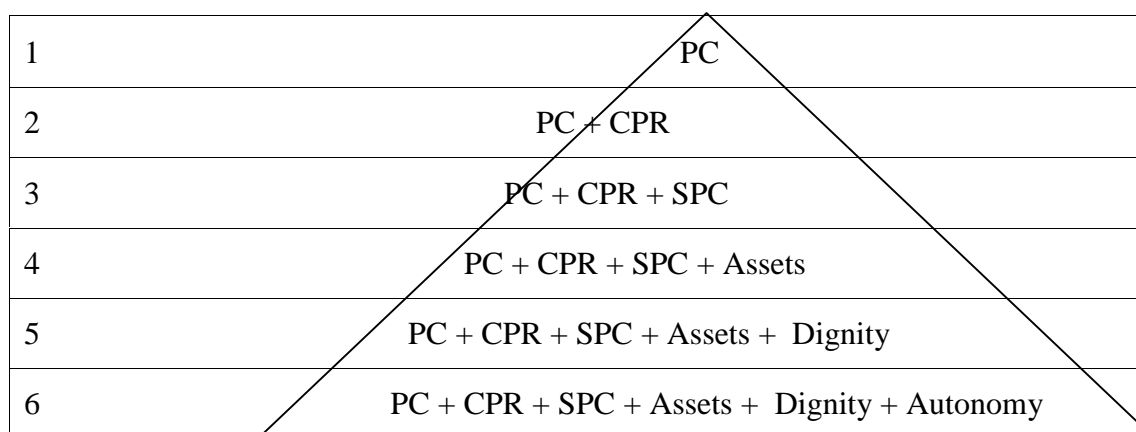 1 PC
2 PC + CPR
3 PC + CPR + SPC
4 PC + CPR + SPC + Assets
5 PC + CPR + SPC + Assets + Dignity
6 PC + CPR + SPC + Assets + Dignity + Autonomy